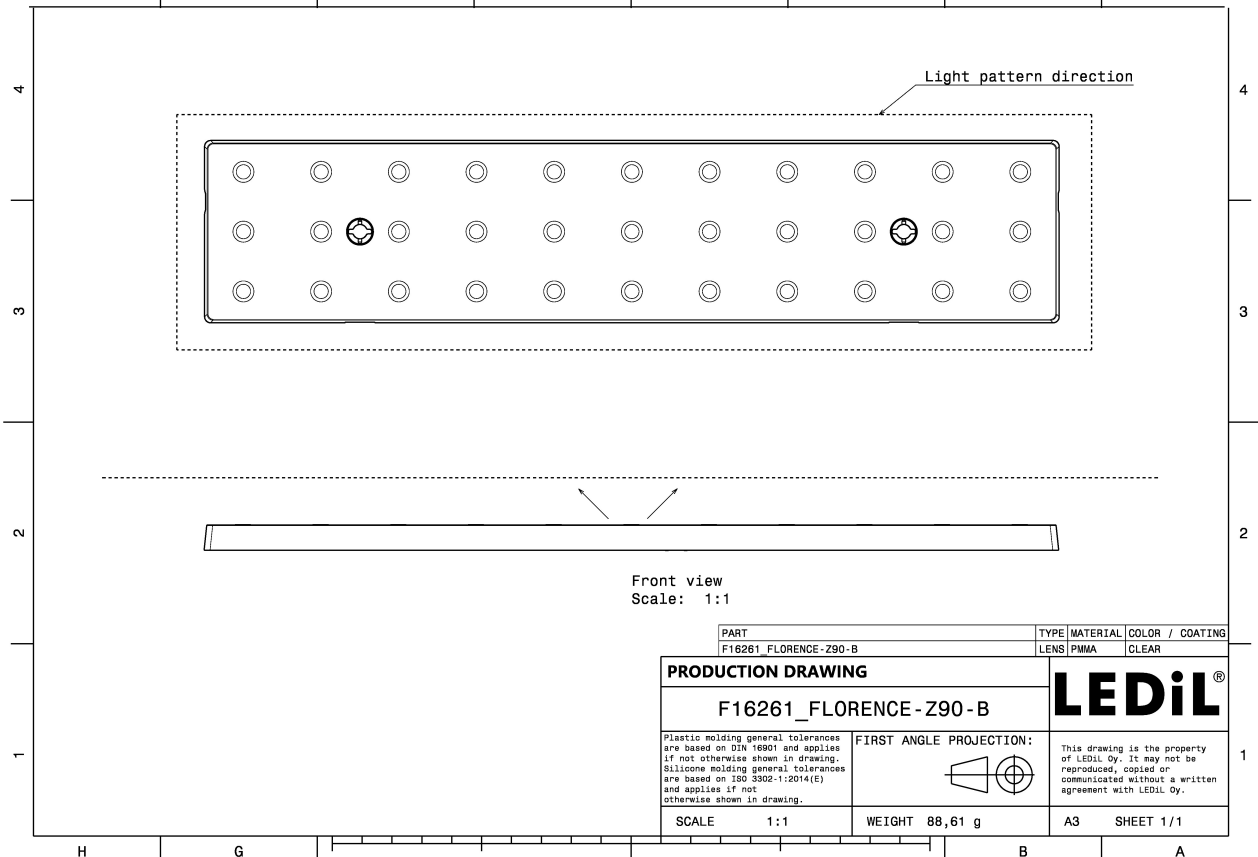 Light pattern direction
4
4
3
3
2
2
Front view
Scale: 1:1
PART TYPE MATERIAL COLOR / COATING
F16261_FLORENCE-Z90-B LENS PMMA CLEAR
PRODUCTION DRAWING
LEDiL®
F16261_FLORENCE-Z90-B
Plastic molding general tolerances
are based on DIN 16901 and applies
if not otherwise shown in drawing.
Silicone molding general tolerances
are based on ISO 3302-1:2014(E)
and applies if not
otherwise shown in drawing.
FIRST ANGLE PROJECTION:
This drawing is the property
of LEDiL Oy. It may not be
reproduced, copied or
communicated without a written
agreement with LEDiL Oy.
1
1
SCALE 1:1 WEIGHT 88,61 g A3 SHEET 1/1
H G B A